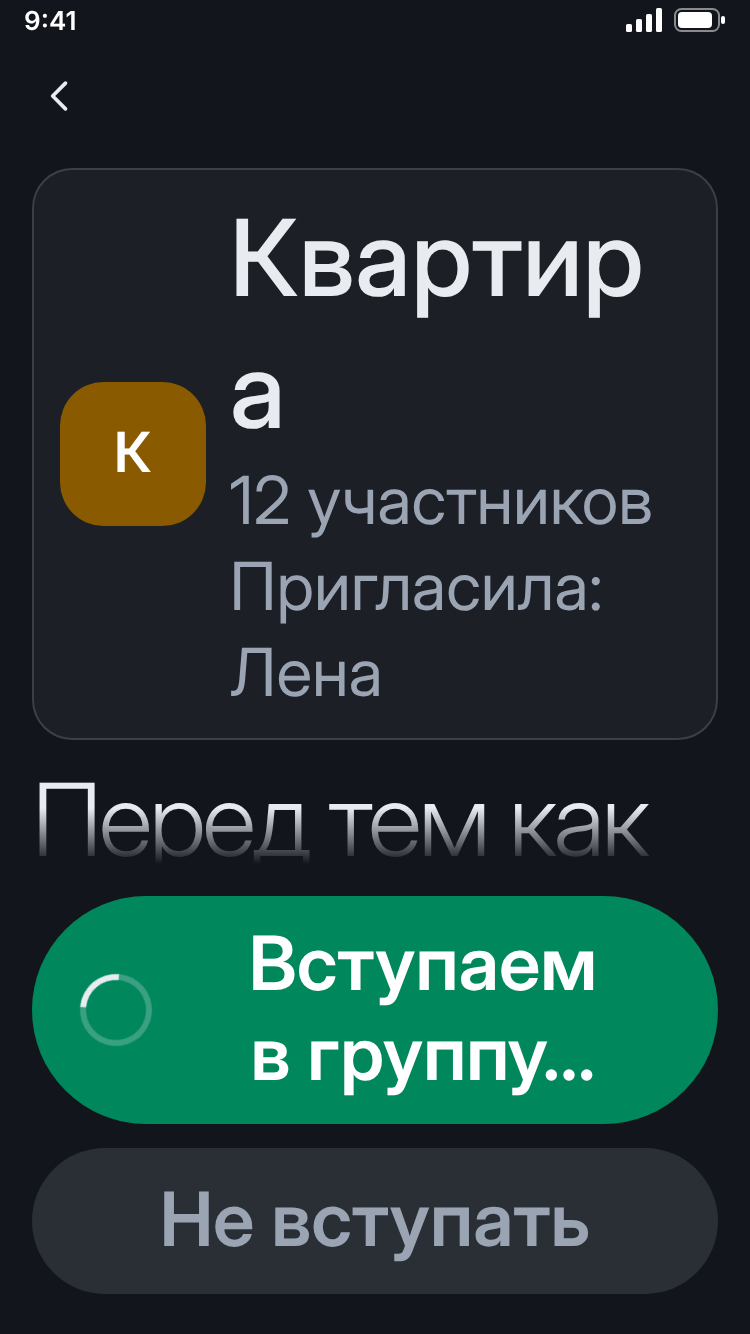 9:41
Квартир
а
К
12 участников
Пригласила:
Лена
Перед тем как
Вступаем
в группу...
Не вступать